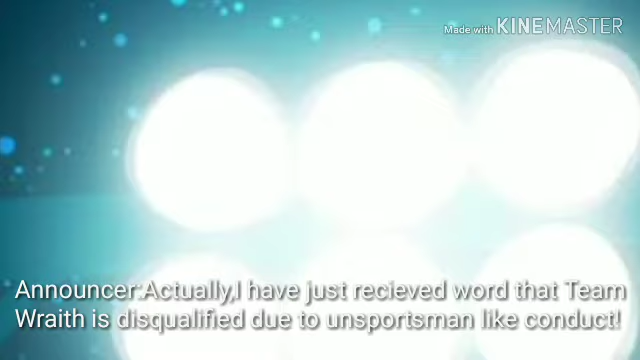 Made with KINEMASTER
Announcer:Actually,I have just recieved word that Team
Wraith is disqualified due to unsportsman like conduct!